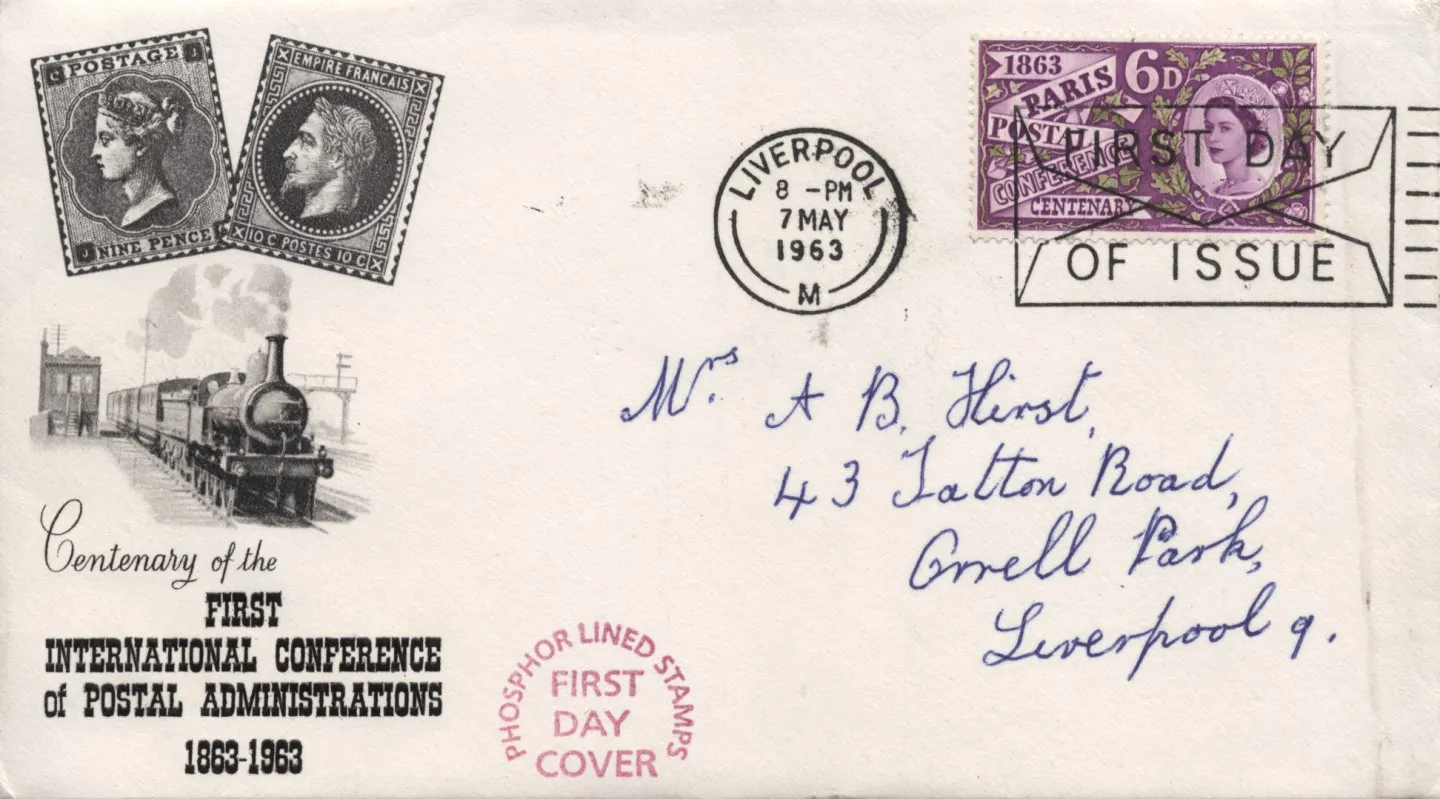 C POSTAGE J
J NINE PENCE C
X EMPIRE FRANCAIS X
X 10 C POSTES 10 C X
Centenary of the
FIRST
INTERNATIONAL CONFERENCE
of POSTAL ADMINISTRATIONS
1863-1963
LIVERPOOL
8 -PM
7 MAY
1963
M
1863
PARIS
6D
POSTAL
CONFERENCE
CENTENARY
FIRST DAY
OF ISSUE
Mrs. A B. Hirst,
43 Tatton Road,
Orrell Park,
Liverpool 9.
PHOSPHOR LINED STAMPS
FIRST
DAY
COVER